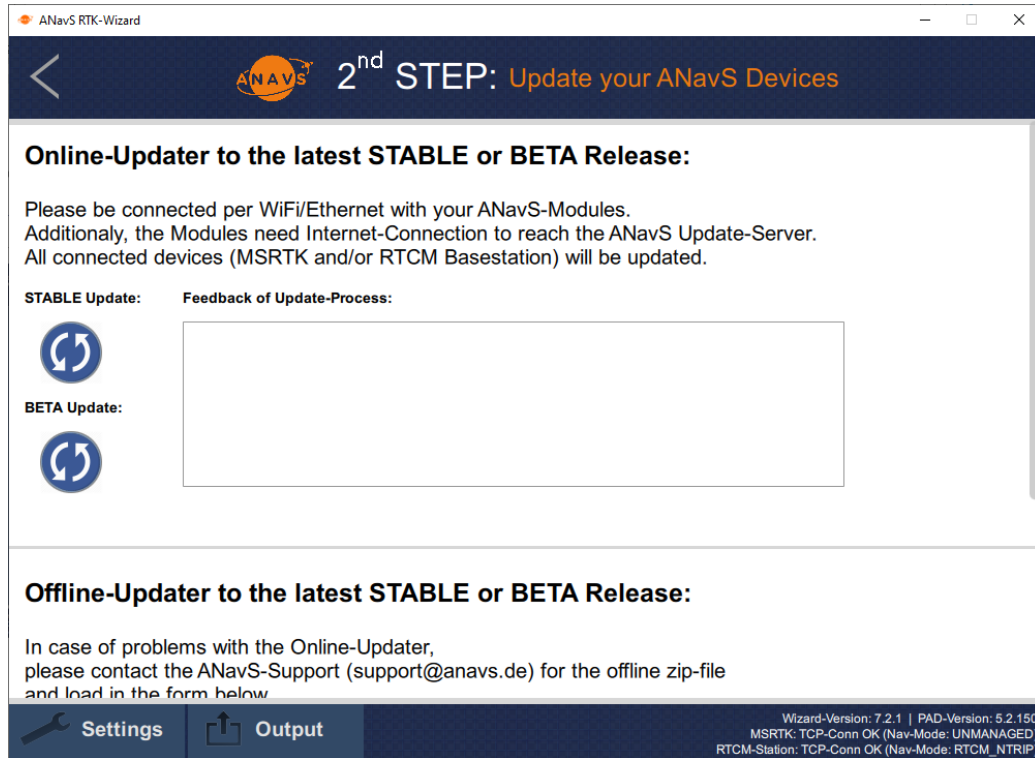 ANavS RTK-Wizard
ANAVS
2nd STEP: Update your ANavS Devices
Online-Updater to the latest STABLE or BETA Release:
Please be connected per WiFi/Ethernet with your ANavS-Modules.
Additionaly, the Modules need Internet-Connection to reach the ANavS Update-Server.
All connected devices (MSRTK and/or RTCM Basestation) will be updated.
STABLE Update:
Feedback of Update-Process:
BETA Update:
Offline-Updater to the latest STABLE or BETA Release:
In case of problems with the Online-Updater,
please contact the ANavS-Support (support@anavs.de) for the offline zip-file
and load in the form below
Settings
Output
Wizard-Version: 7.2.1 | PAD-Version: 5.2.150
MSRTK: TCP-Conn OK (Nav-Mode: UNMANAGED
RTCM-Station: TCP-Conn OK (Nav-Mode: RTCM_NTRIP